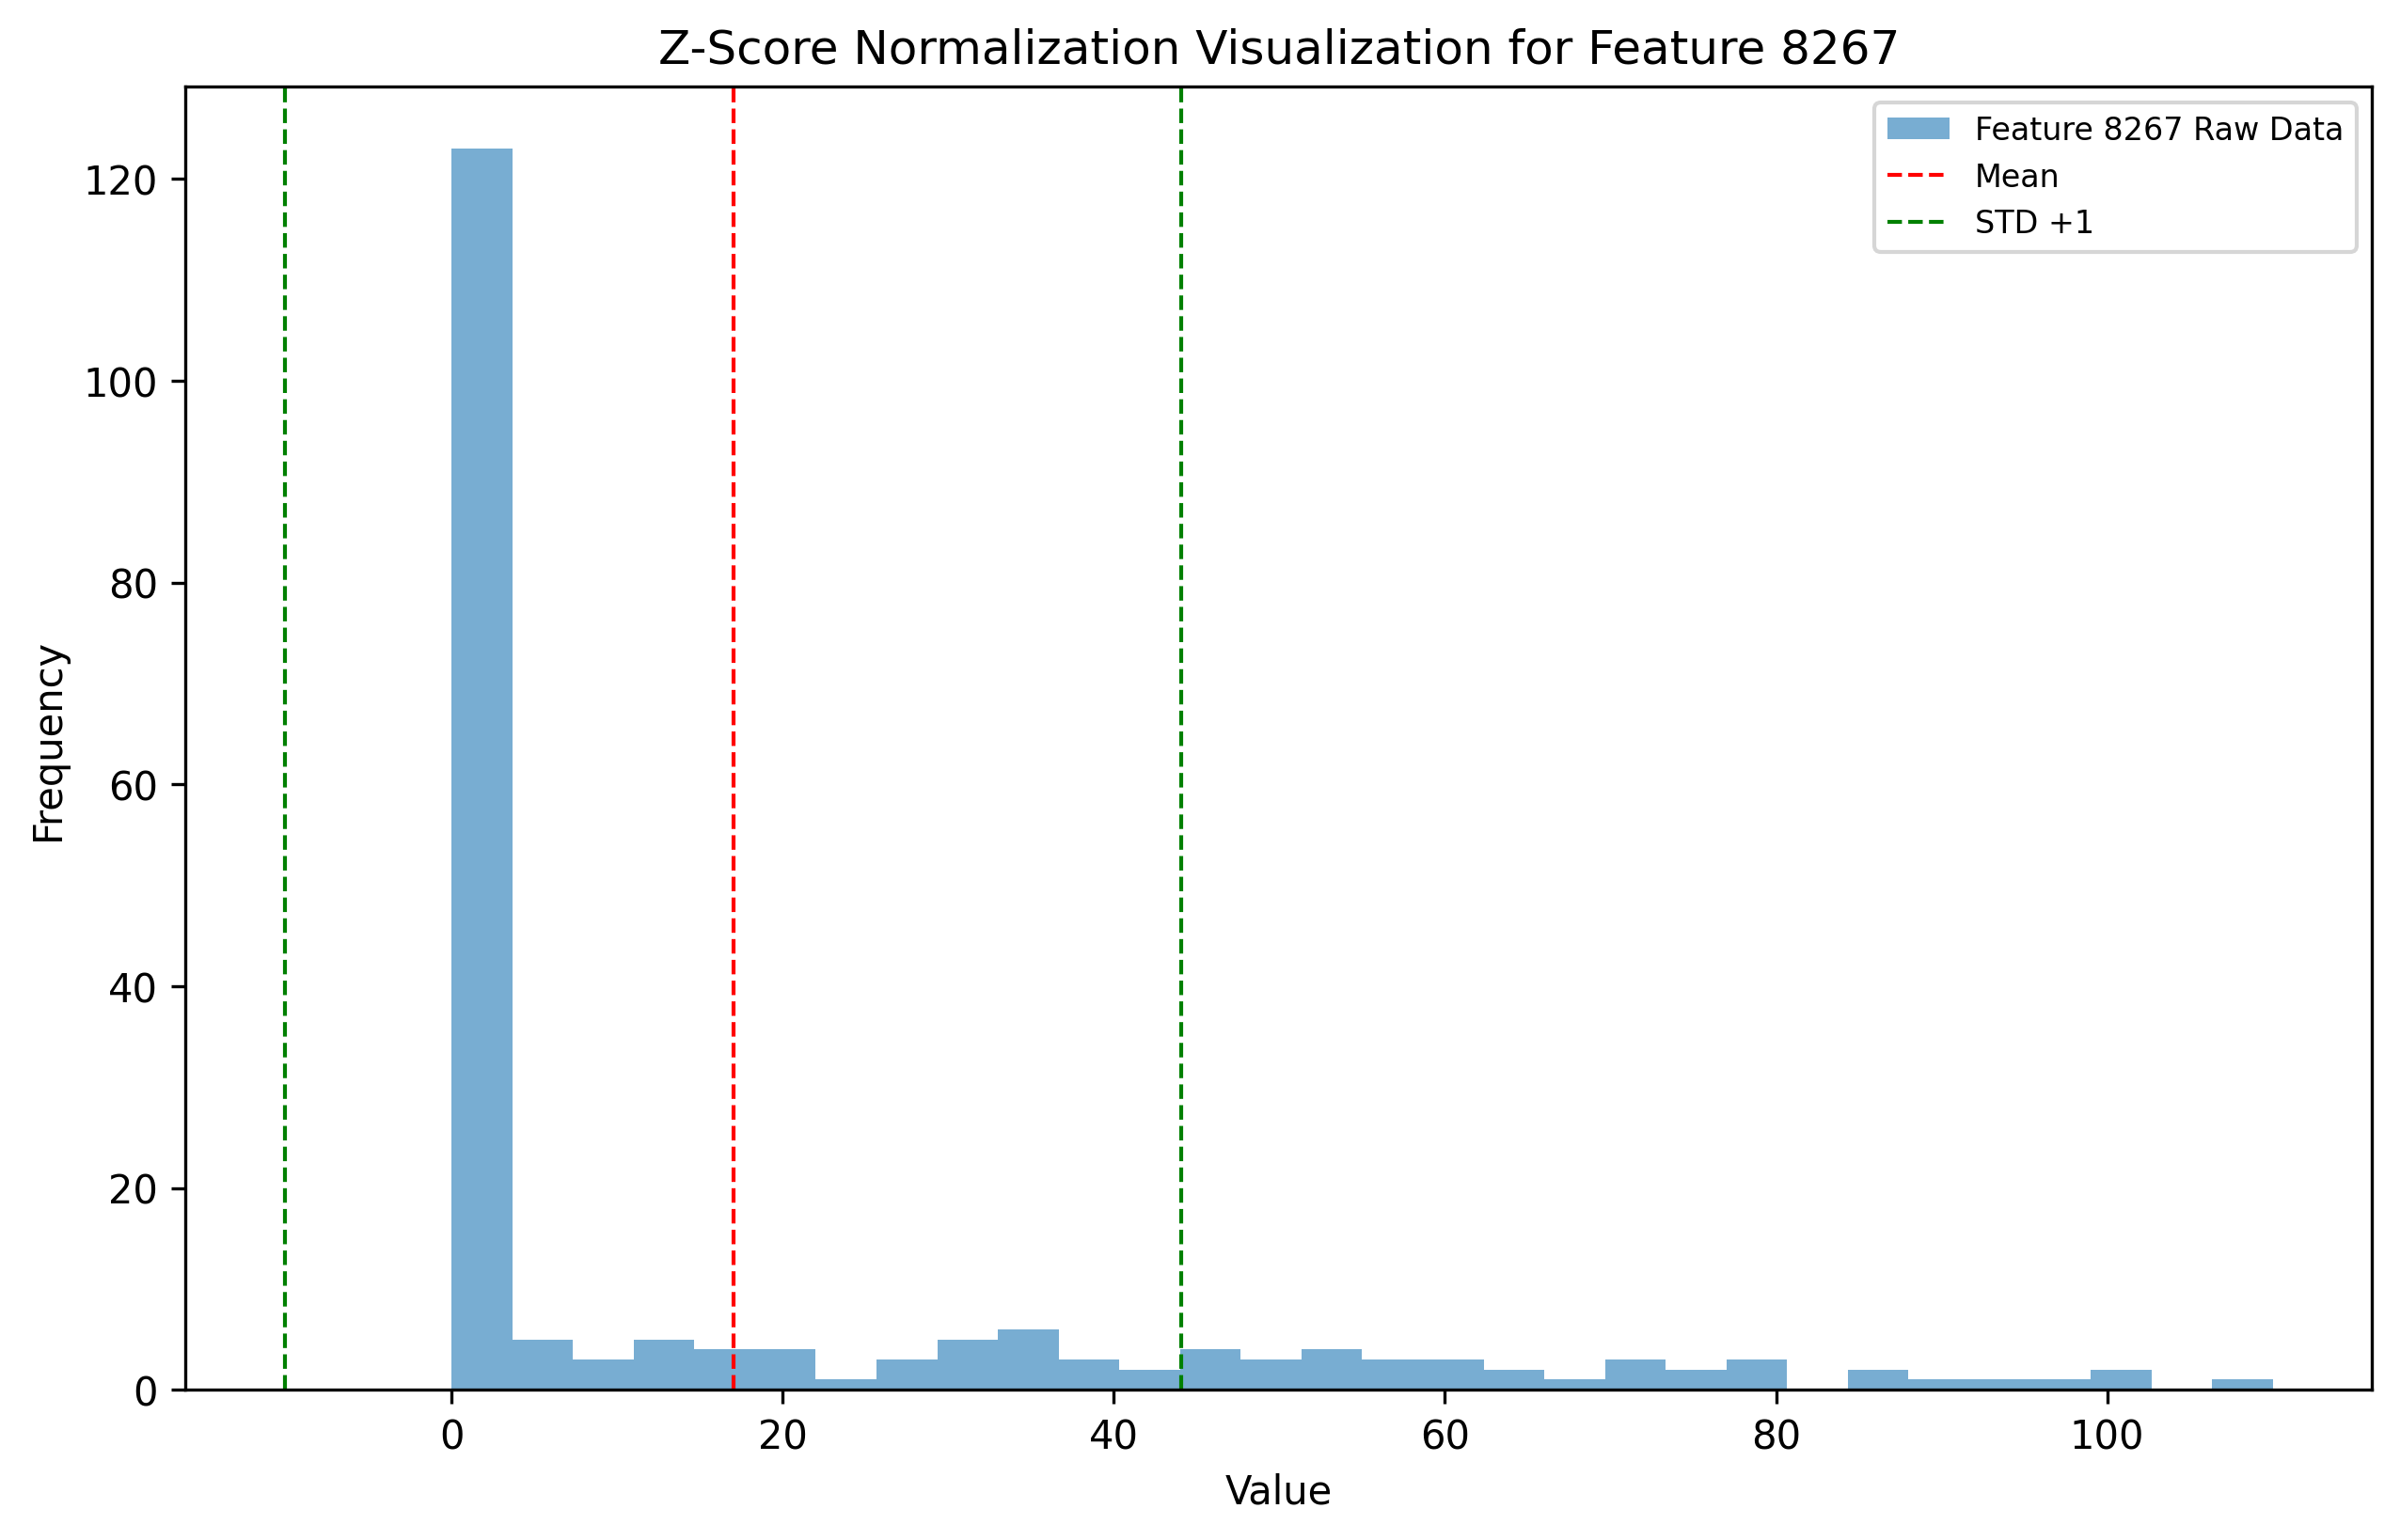 Z-Score Normalization Visualization for Feature 8267
Feature 8267 Raw Data
Mean
STD +1
120
100
80
60
40
20
0
Frequency
0 20 40 60 80 100
Value